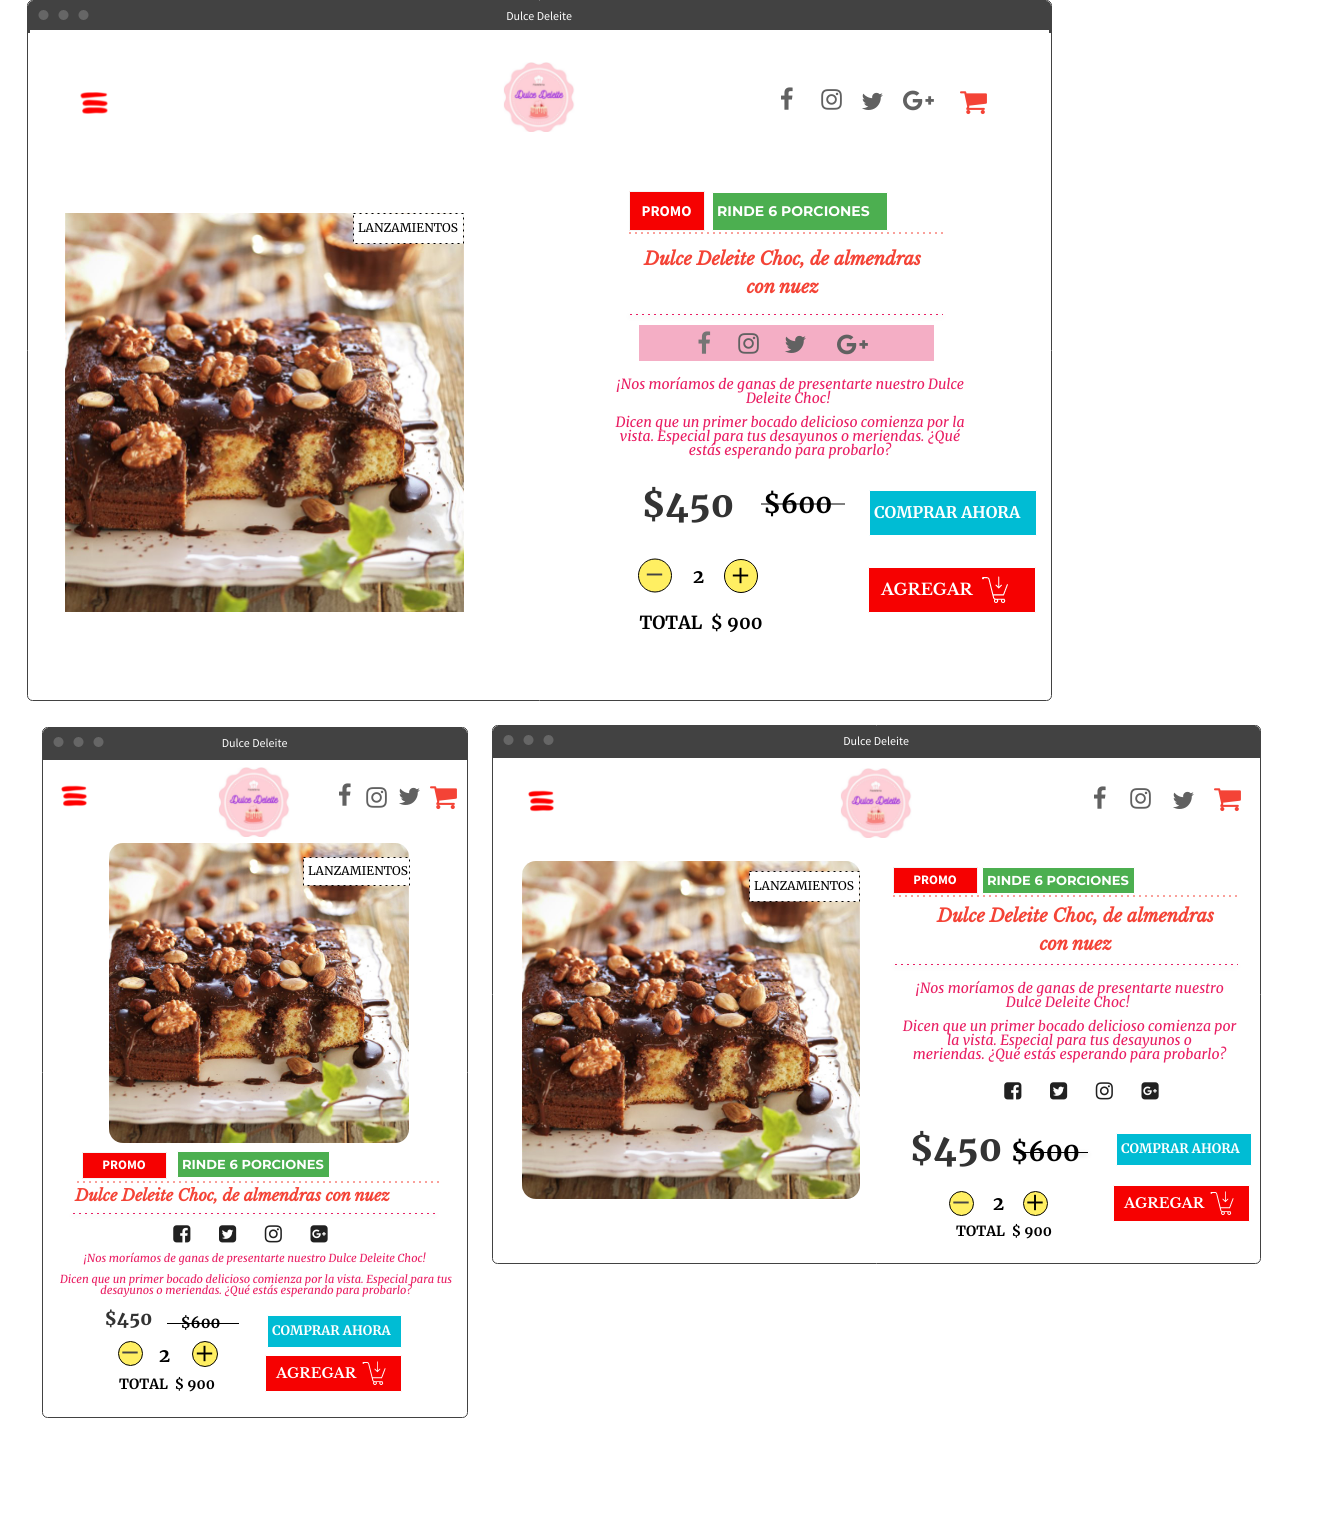 Dulce Deleite
Dulce Deleite
LANZAMIENTOS
PROMO
RINDE 6 PORCIONES
Dulce Deleite Choc, de almendras
con nuez
¡Nos moríamos de ganas de presentarte nuestro Dulce
Deleite Choc!
Dicen que un primer bocado delicioso comienza por la
vista. Especial para tus desayunos o meriendas. ¿Qué
estás esperando para probarlo?
$450 $600
COMPRAR AHORA
2
AGREGAR
TOTAL $ 900
Dulce Deleite
Dulce Deleite
LANZAMIENTOS
PROMO
RINDE 6 PORCIONES
Dulce Deleite Choc, de almendras con nuez
¡Nos moríamos de ganas de presentarte nuestro Dulce Deleite Choc!
Dicen que un primer bocado delicioso comienza por la vista. Especial para tus
desayunos o meriendas. ¿Qué estás esperando para probarlo?
$450 $600
COMPRAR AHORA
2
AGREGAR
TOTAL $ 900
Dulce Deleite
Dulce Deleite
LANZAMIENTOS
PROMO
RINDE 6 PORCIONES
Dulce Deleite Choc, de almendras
con nuez
¡Nos moríamos de ganas de presentarte nuestro
Dulce Deleite Choc!
Dicen que un primer bocado delicioso comienza por
la vista. Especial para tus desayunos o
meriendas. ¿Qué estás esperando para probarlo?
$450 $600
COMPRAR AHORA
2
AGREGAR
TOTAL $ 900